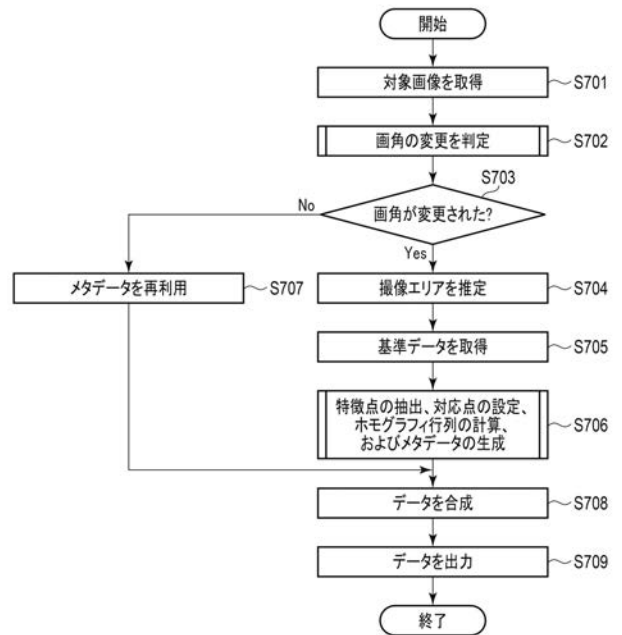 開始
対象画像を取得
S701
画角の変更を判定
S702
S703
画角が変更された?
No
Yes
メタデータを再利用
S707
撮像エリアを推定
S704
基準データを取得
S705
特徴点の抽出、対応点の設定、
ホモグラフィ行列の計算、
およびメタデータの生成
S706
データを合成
S708
データを出力
S709
終了